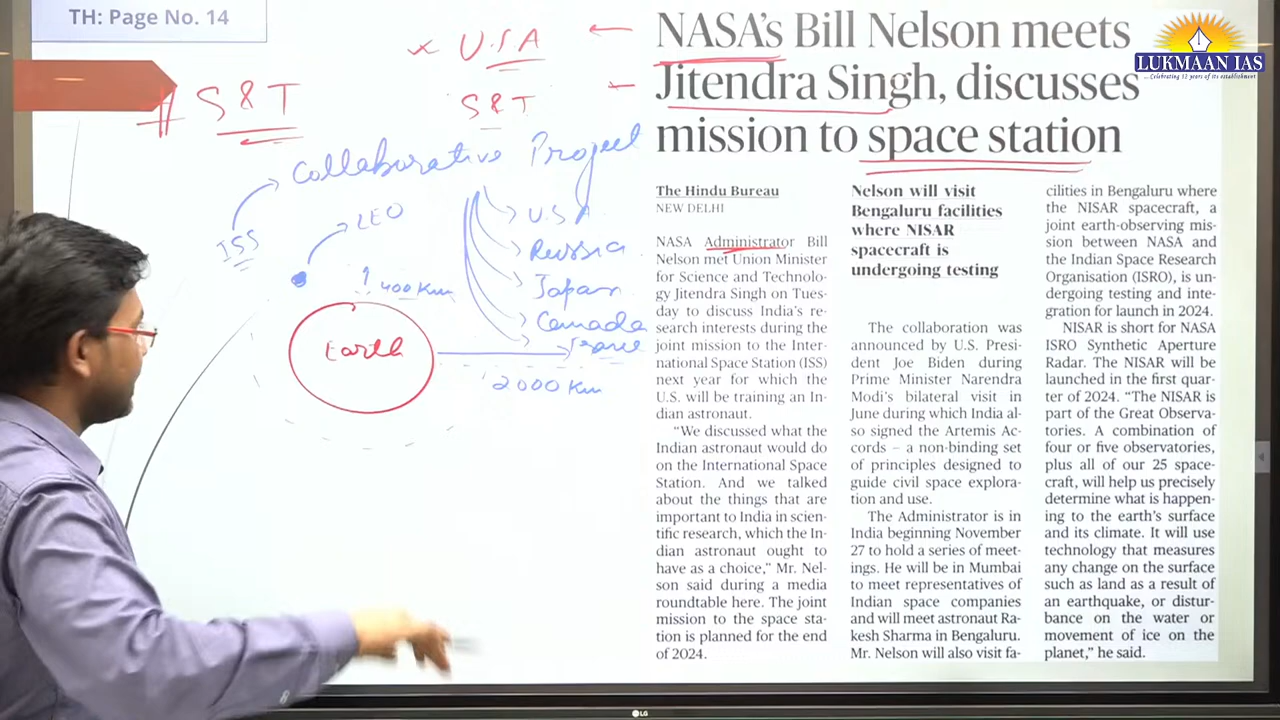 TH: Page No. 14
x U.S.A
# S&T
S&T
Collaborative Project
ISS
LEO
U.S.A
Russia
Japan
Canada
↑ 400 Km
Earth
2000 Km
NASA's Bill Nelson meets
Jitendra Singh, discusses
mission to space station
LUKMAAN IAS
...Celebrating 12 years of its establishment
The Hindu Bureau
NEW DELHI
NASA Administrator Bill
Nelson met Union Minister
for Science and Technolo-
gy Jitendra Singh on Tues-
day to discuss India's re-
search interests during the
joint mission to the Inter-
national Space Station (ISS)
next year for which the
U.S. will be training an In-
dian astronaut.
"We discussed what the
Indian astronaut would do
on the International Space
Station. And we talked
about the things that are
important to India in scien-
tific research, which the In-
dian astronaut ought to
have as a choice," Mr. Nel-
son said during a media
roundtable here. The joint
mission to the space sta-
tion is planned for the end
of 2024.
Nelson will visit
Bengaluru facilities
where NISAR
spacecraft is
undergoing testing
The collaboration was
announced by U.S. Presi-
dent Joe Biden during
Prime Minister Narendra
Modi's bilateral visit in
June during which India al-
so signed the Artemis Ac-
cords – a non-binding set
of principles designed to
guide civil space explora-
tion and use.
The Administrator is in
India beginning November
27 to hold a series of meet-
ings. He will be in Mumbai
to meet representatives of
Indian space companies
and will meet astronaut Ra-
kesh Sharma in Bengaluru.
Mr. Nelson will also visit fa-
cilities in Bengaluru where
the NISAR spacecraft, a
joint earth-observing mis-
sion between NASA and
the Indian Space Research
Organisation (ISRO), is un-
dergoing testing and inte-
gration for launch in 2024.
NISAR is short for NASA
ISRO Synthetic Aperture
Radar. The NISAR will be
launched in the first quar-
ter of 2024. "The NISAR is
part of the Great Observa-
tories. A combination of
four or five observatories,
plus all of our 25 space-
craft, will help us precisely
determine what is happen-
ing to the earth's surface
and its climate. It will use
technology that measures
any change on the surface
such as land as a result of
an earthquake, or distur-
bance on the water or
movement of ice on the
planet," he said.
LG